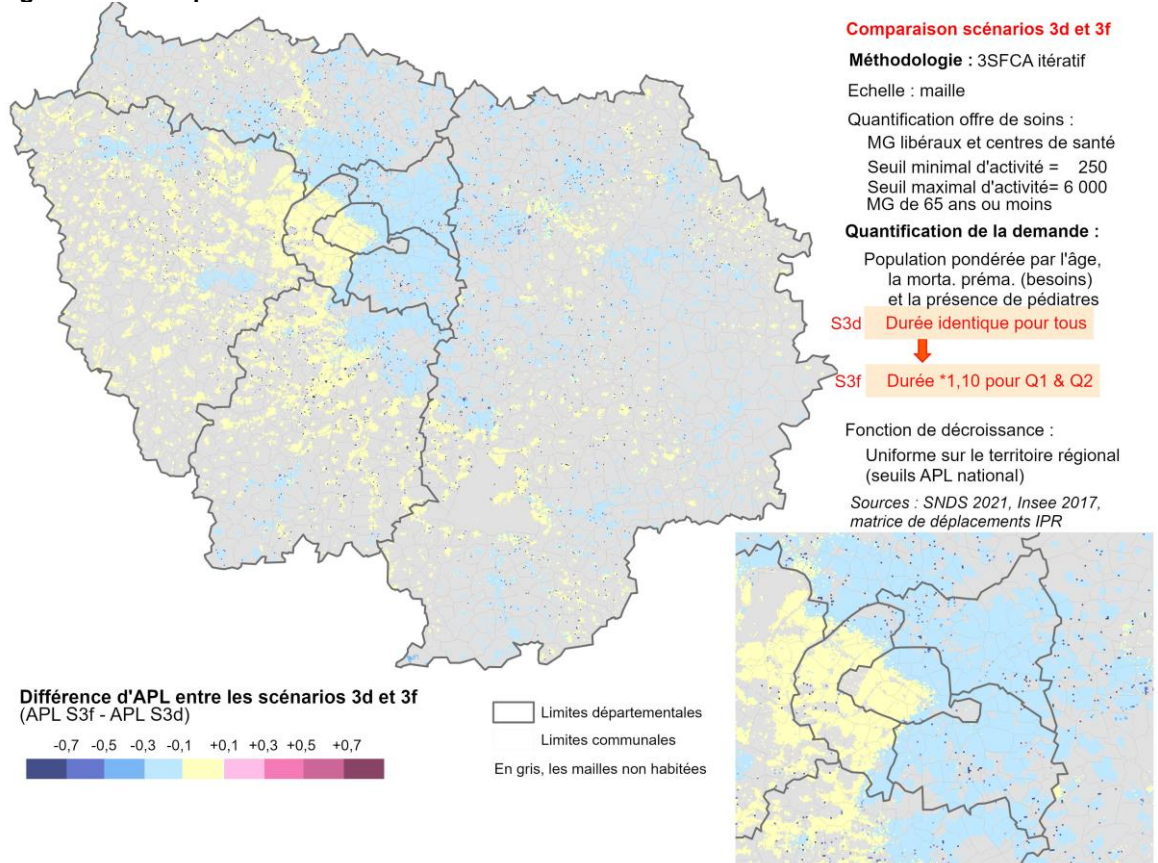 Comparaison scénarios 3d et 3f
Méthodologie : 3SFCA itératif
Echelle : maille
Quantification offre de soins :
MG libéraux et centres de santé
Seuil minimal d'activité = 250
Seuil maximal d'activité= 6 000
MG de 65 ans ou moins
Quantification de la demande :
Population pondérée par l'âge,
la morta. préma. (besoins)
et la présence de pédiatres
S3d Durée identique pour tous
S3f Durée *1,10 pour Q1 & Q2
Fonction de décroissance :
Uniforme sur le territoire régional
(seuils APL national)
Sources : SNDS 2021, Insee 2017,
matrice de déplacements IPR
Différence d'APL entre les scénarios 3d et 3f
(APL S3f - APL S3d)
-0,7 -0,5 -0,3 -0,1 +0,1 +0,3 +0,5 +0,7
Limites départementales
Limites communales
En gris, les mailles non habitées